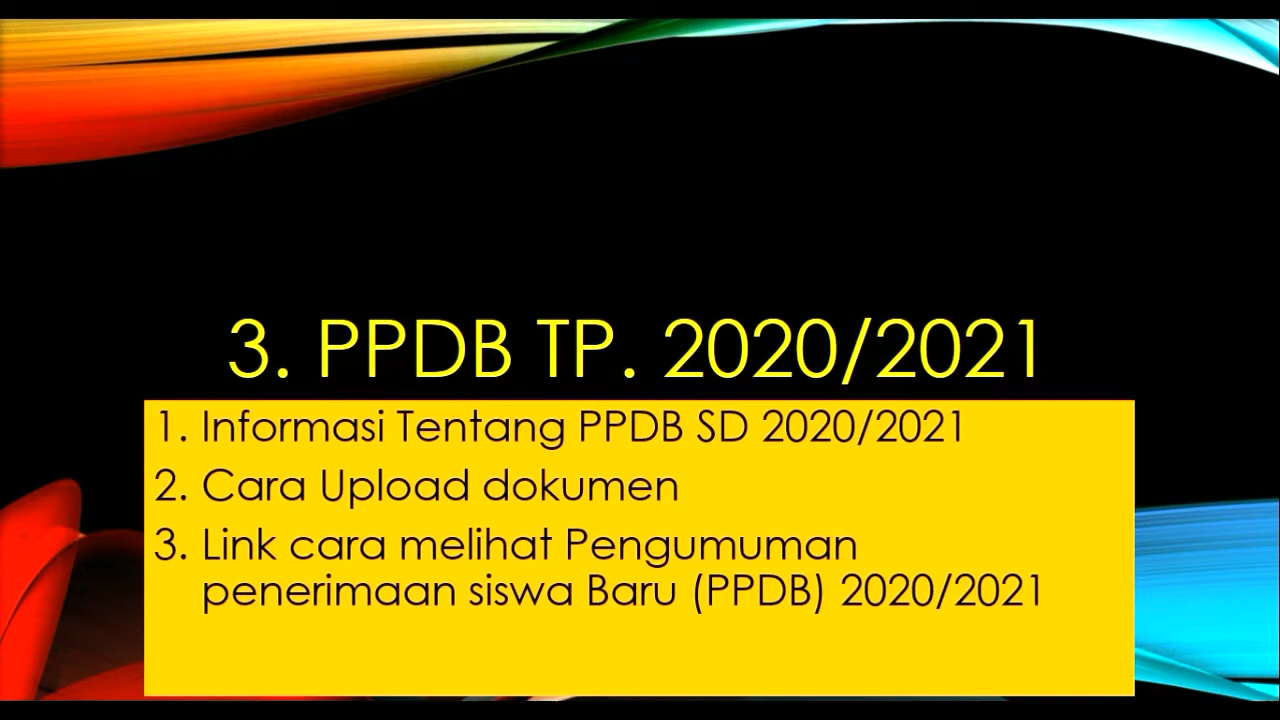 3. PPDB TP. 2020/2021
1. Informasi Tentang PPDB SD 2020/2021
2. Cara Upload dokumen
3. Link cara melihat Pengumuman
penerimaan siswa Baru (PPDB) 2020/2021